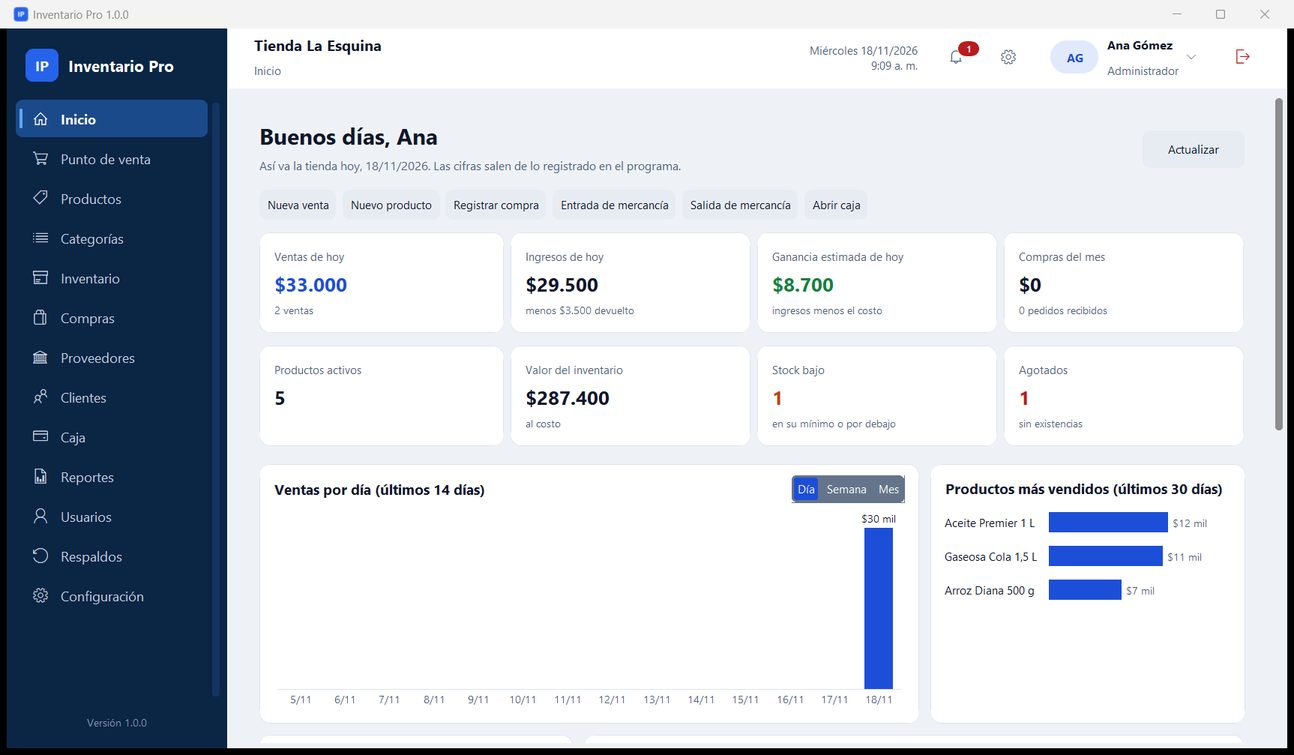 IP Inventario Pro 1.0.0
IP Inventario Pro
Inicio
Punto de venta
Productos
Categorías
Inventario
Compras
Proveedores
Clientes
Caja
Reportes
Usuarios
Respaldos
Configuración
Versión 1.0.0
Tienda La Esquina
Inicio
Miércoles 18/11/2026
9:09 a. m.
1
AG
Ana Gómez
Administrador
Buenos días, Ana
Así va la tienda hoy, 18/11/2026. Las cifras salen de lo registrado en el programa.
Actualizar
Nueva venta Nuevo producto Registrar compra Entrada de mercancía Salida de mercancía Abrir caja
Ventas de hoy
$33.000
2 ventas
Ingresos de hoy
$29.500
menos $3.500 devuelto
Ganancia estimada de hoy
$8.700
ingresos menos el costo
Compras del mes
$0
0 pedidos recibidos
Productos activos
5
Valor del inventario
$287.400
al costo
Stock bajo
1
en su mínimo o por debajo
Agotados
1
sin existencias
Ventas por día (últimos 14 días)
Día Semana Mes
$30 mil
5/11 6/11 7/11 8/11 9/11 10/11 11/11 12/11 13/11 14/11 15/11 16/11 17/11 18/11
Productos más vendidos (últimos 30 días)
Aceite Premier 1 L $12 mil
Gaseosa Cola 1,5 L $11 mil
Arroz Diana 500 g $7 mil